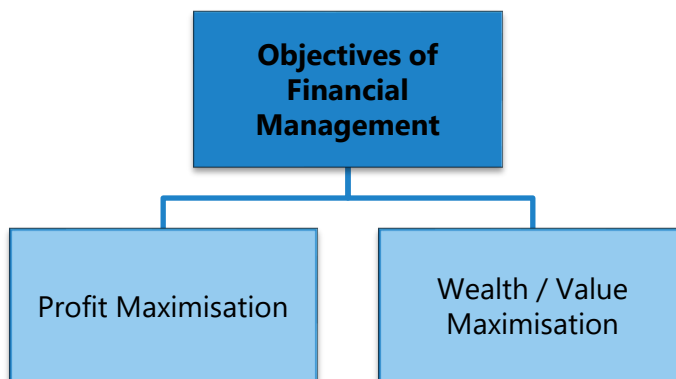 Objectives of
Financial
Management
Profit Maximisation
Wealth / Value
Maximisation